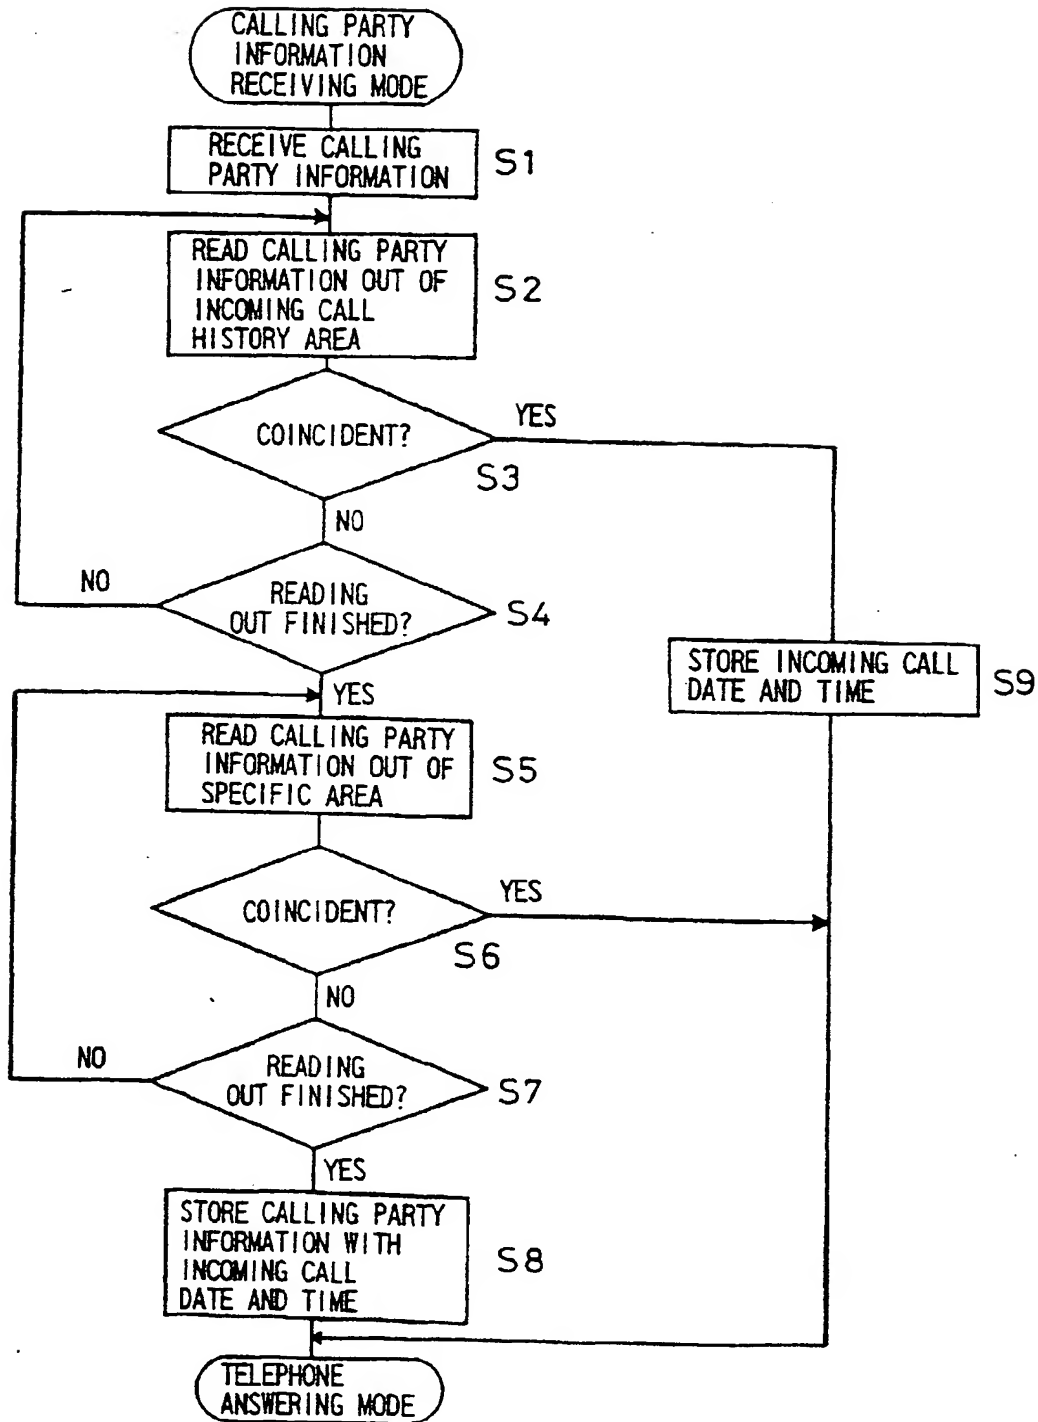 CALLING PARTY
INFORMATION
RECEIVING MODE
RECEIVE CALLING
PARTY INFORMATION
S1
READ CALLING PARTY
INFORMATION OUT OF
INCOMING CALL
HISTORY AREA
S2
COINCIDENT?
YES
S3
NO
READING
OUT FINISHED?
NO
S4
YES
STORE INCOMING CALL
DATE AND TIME
S9
READ CALLING PARTY
INFORMATION OUT OF
SPECIFIC AREA
S5
COINCIDENT?
YES
S6
NO
READING
OUT FINISHED?
NO
S7
YES
STORE CALLING PARTY
INFORMATION WITH
INCOMING CALL
DATE AND TIME
S8
TELEPHONE
ANSWERING MODE